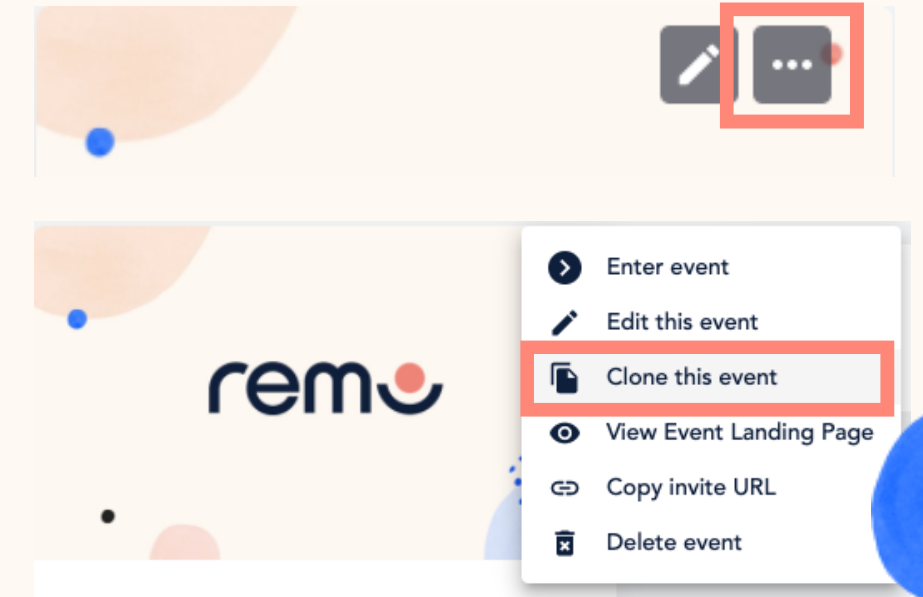 remo
Enter event
Edit this event
Clone this event
View Event Landing Page
Copy invite URL
Delete event